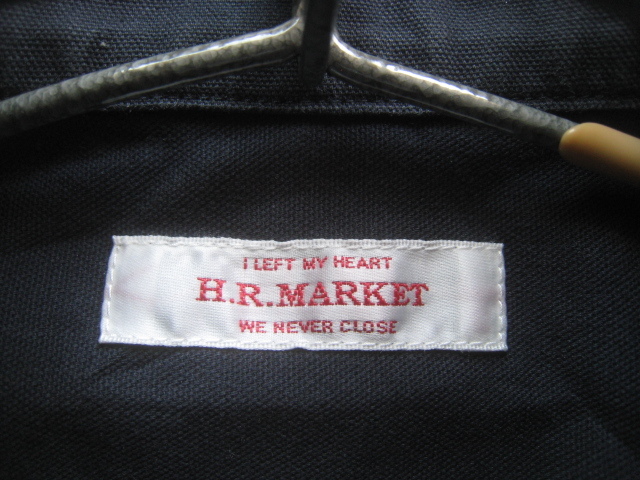 I LEFT MY HEART
H.R.MARKET
WE NEVER CLOSE